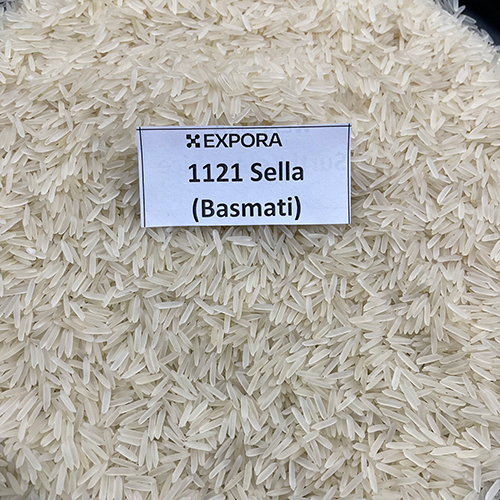 EXPORA
1121 Sella
(Basmati)